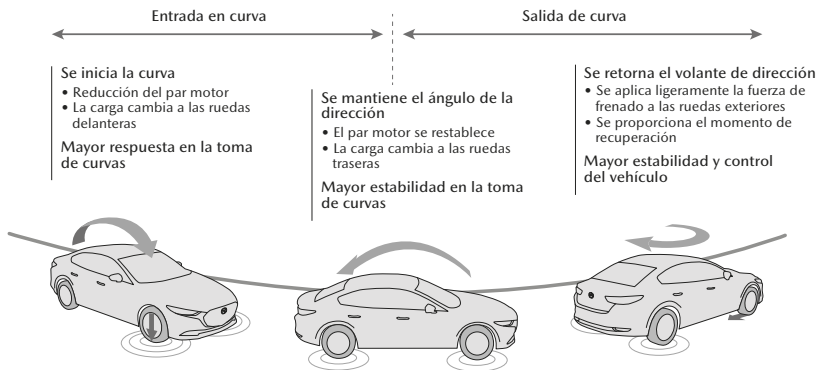 Entrada en curva
Salida de curva
Se inicia la curva
• Reducción del par motor
• La carga cambia a las ruedas
delanteras
Mayor respuesta en la toma
de curvas
Se mantiene el ángulo de la
dirección
• El par motor se restablece
• La carga cambia a las ruedas
traseras
Mayor estabilidad en la toma
de curvas
Se retorna el volante de dirección
• Se aplica ligeramente la fuerza de
frenado a las ruedas exteriores
• Se proporciona el momento de
recuperación
Mayor estabilidad y control
del vehículo